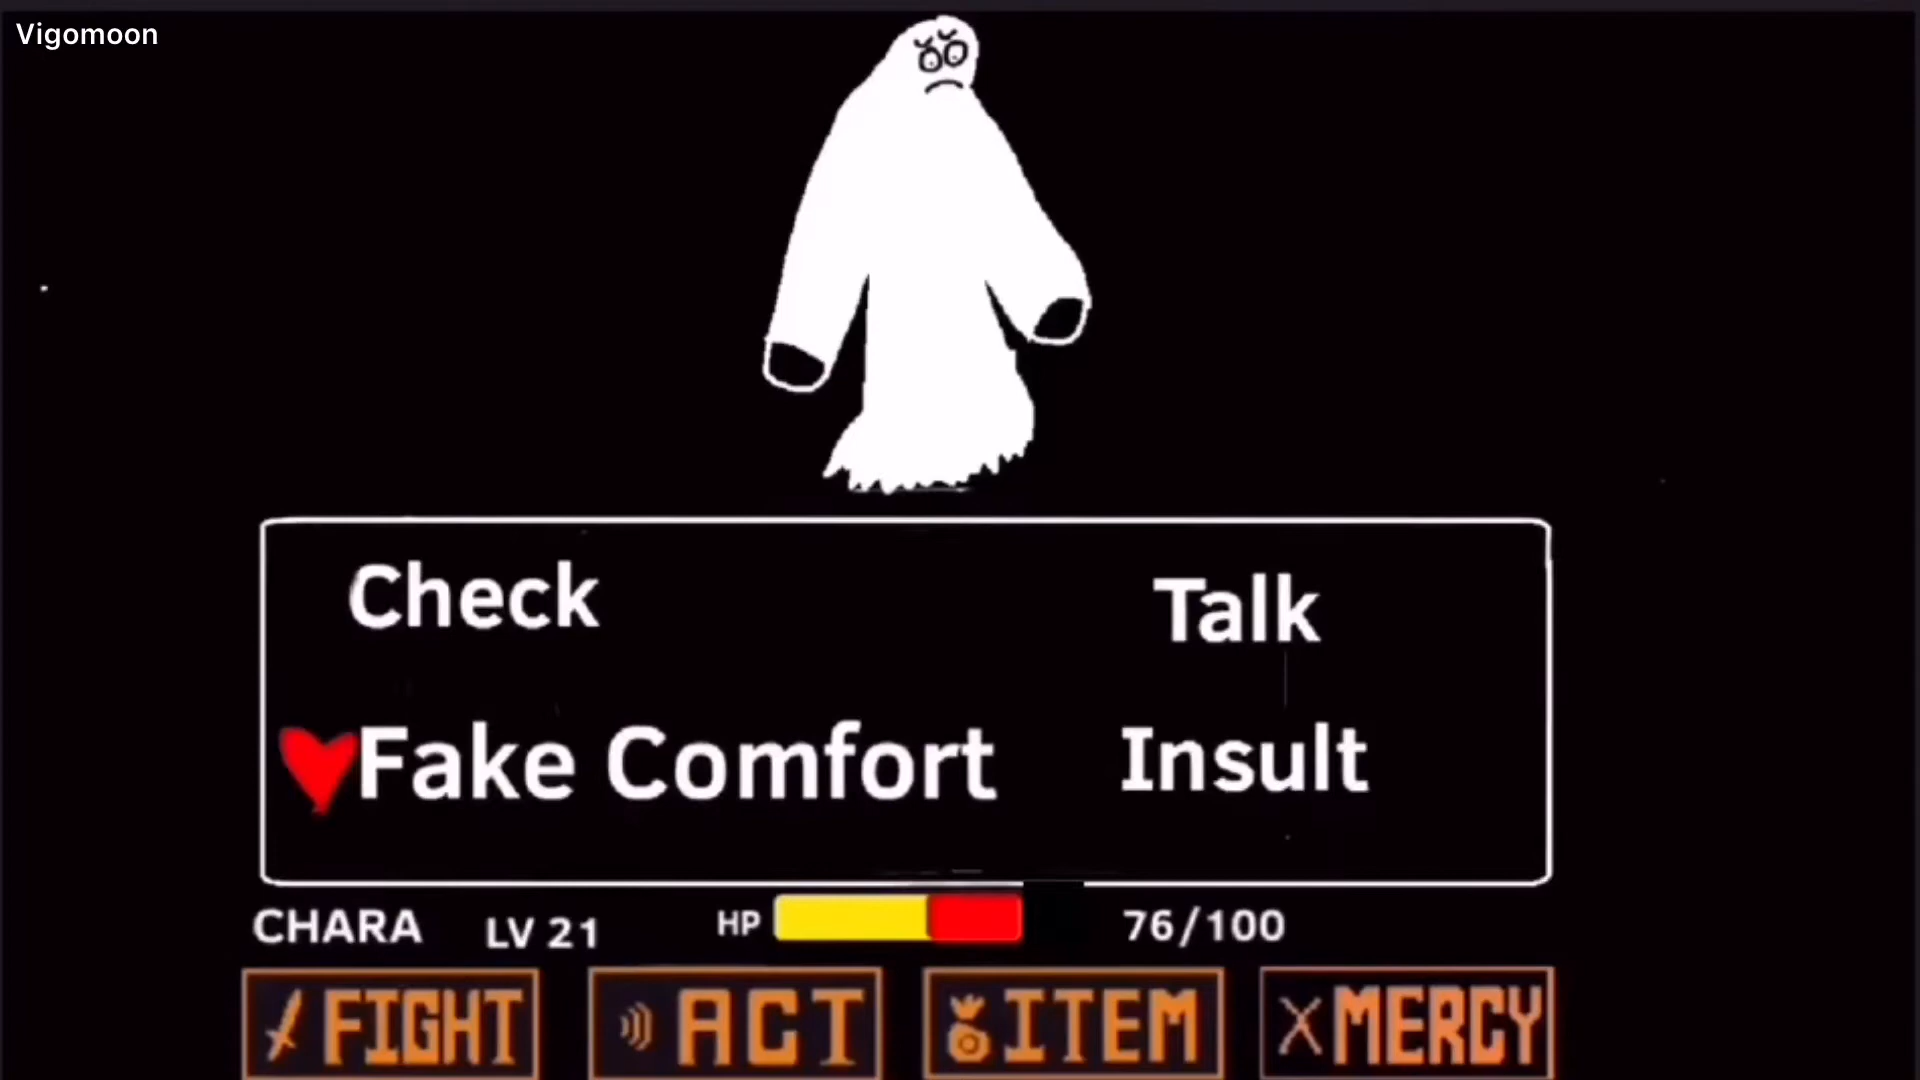 Vigomoon
Check Talk
Fake Comfort Insult
CHARA LV 21 HP 76/100
FIGHT ACT ITEM MERCY